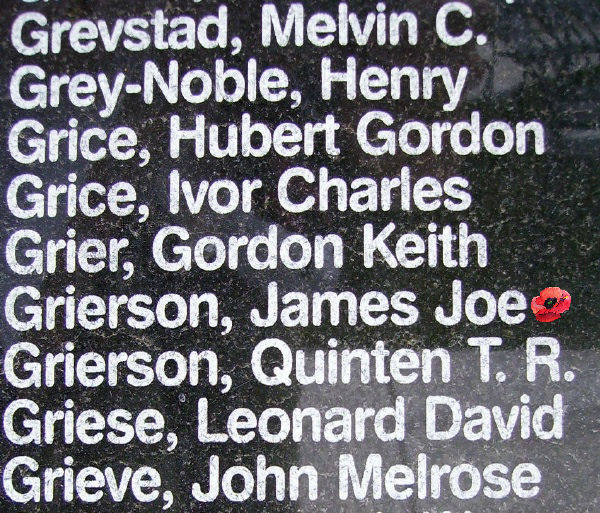 Grevstad, Melvin C.
Grey-Noble, Henry
Grice, Hubert Gordon
Grice, Ivor Charles
Grier, Gordon Keith
Grierson, James Joe
Grierson, Quinten T. R.
Griese, Leonard David
Grieve, John Melrose